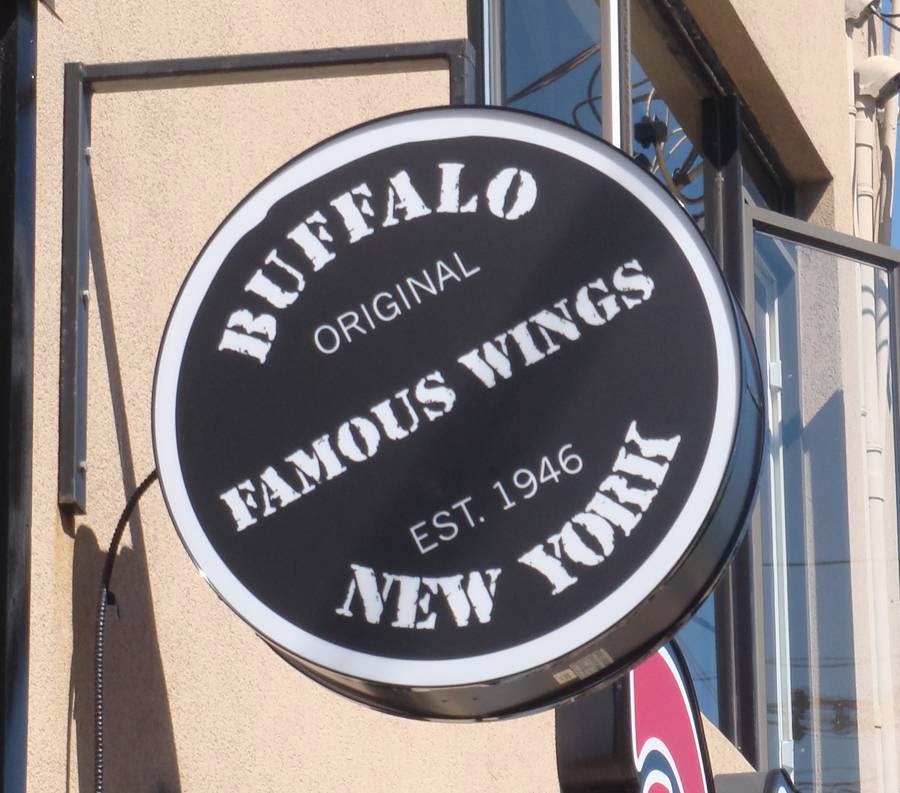 BUFFALO
ORIGINAL
FAMOUS WINGS
EST. 1946
NEW YORK